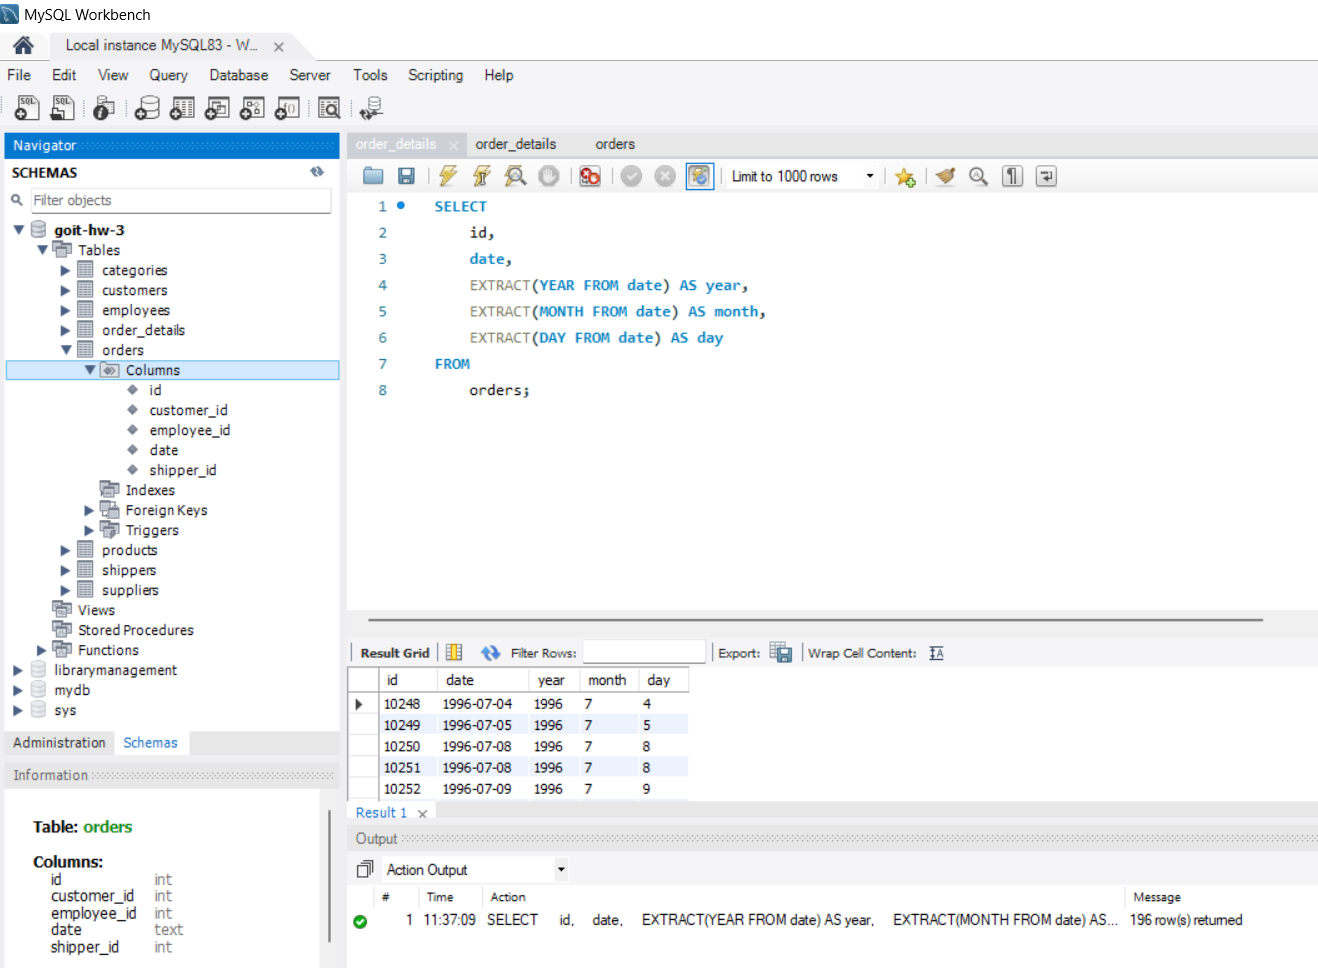 MySQL Workbench
Local instance MySQL83 - W...
File Edit View Query Database Server Tools Scripting Help
Navigator
SCHEMAS
Filter objects
goit-hw-3
Tables
categories
customers
employees
order_details
orders
Columns
id
customer_id
employee_id
date
shipper_id
Indexes
Foreign Keys
Triggers
products
shippers
suppliers
Views
Stored Procedures
Functions
librarymanagement
mydb
sys
Administration Schemas
Information
Table: orders
Columns:
id int
customer_id int
employee_id int
date text
shipper_id int
order_details order_details orders
Limit to 1000 rows
1 SELECT
2 id,
3 date,
4 EXTRACT(YEAR FROM date) AS year,
5 EXTRACT(MONTH FROM date) AS month,
6 EXTRACT(DAY FROM date) AS day
7 FROM
8 orders;
Result Grid Filter Rows: Export: Wrap Cell Content:
id date year month day
10248 1996-07-04 1996 7 4
10249 1996-07-05 1996 7 5
10250 1996-07-08 1996 7 8
10251 1996-07-08 1996 7 8
10252 1996-07-09 1996 7 9
Result 1
Output
Action Output
# Time Action Message
1 11:37:09 SELECT id, date, EXTRACT(YEAR FROM date) AS year, EXTRACT(MONTH FROM date) AS... 196 row(s) returned